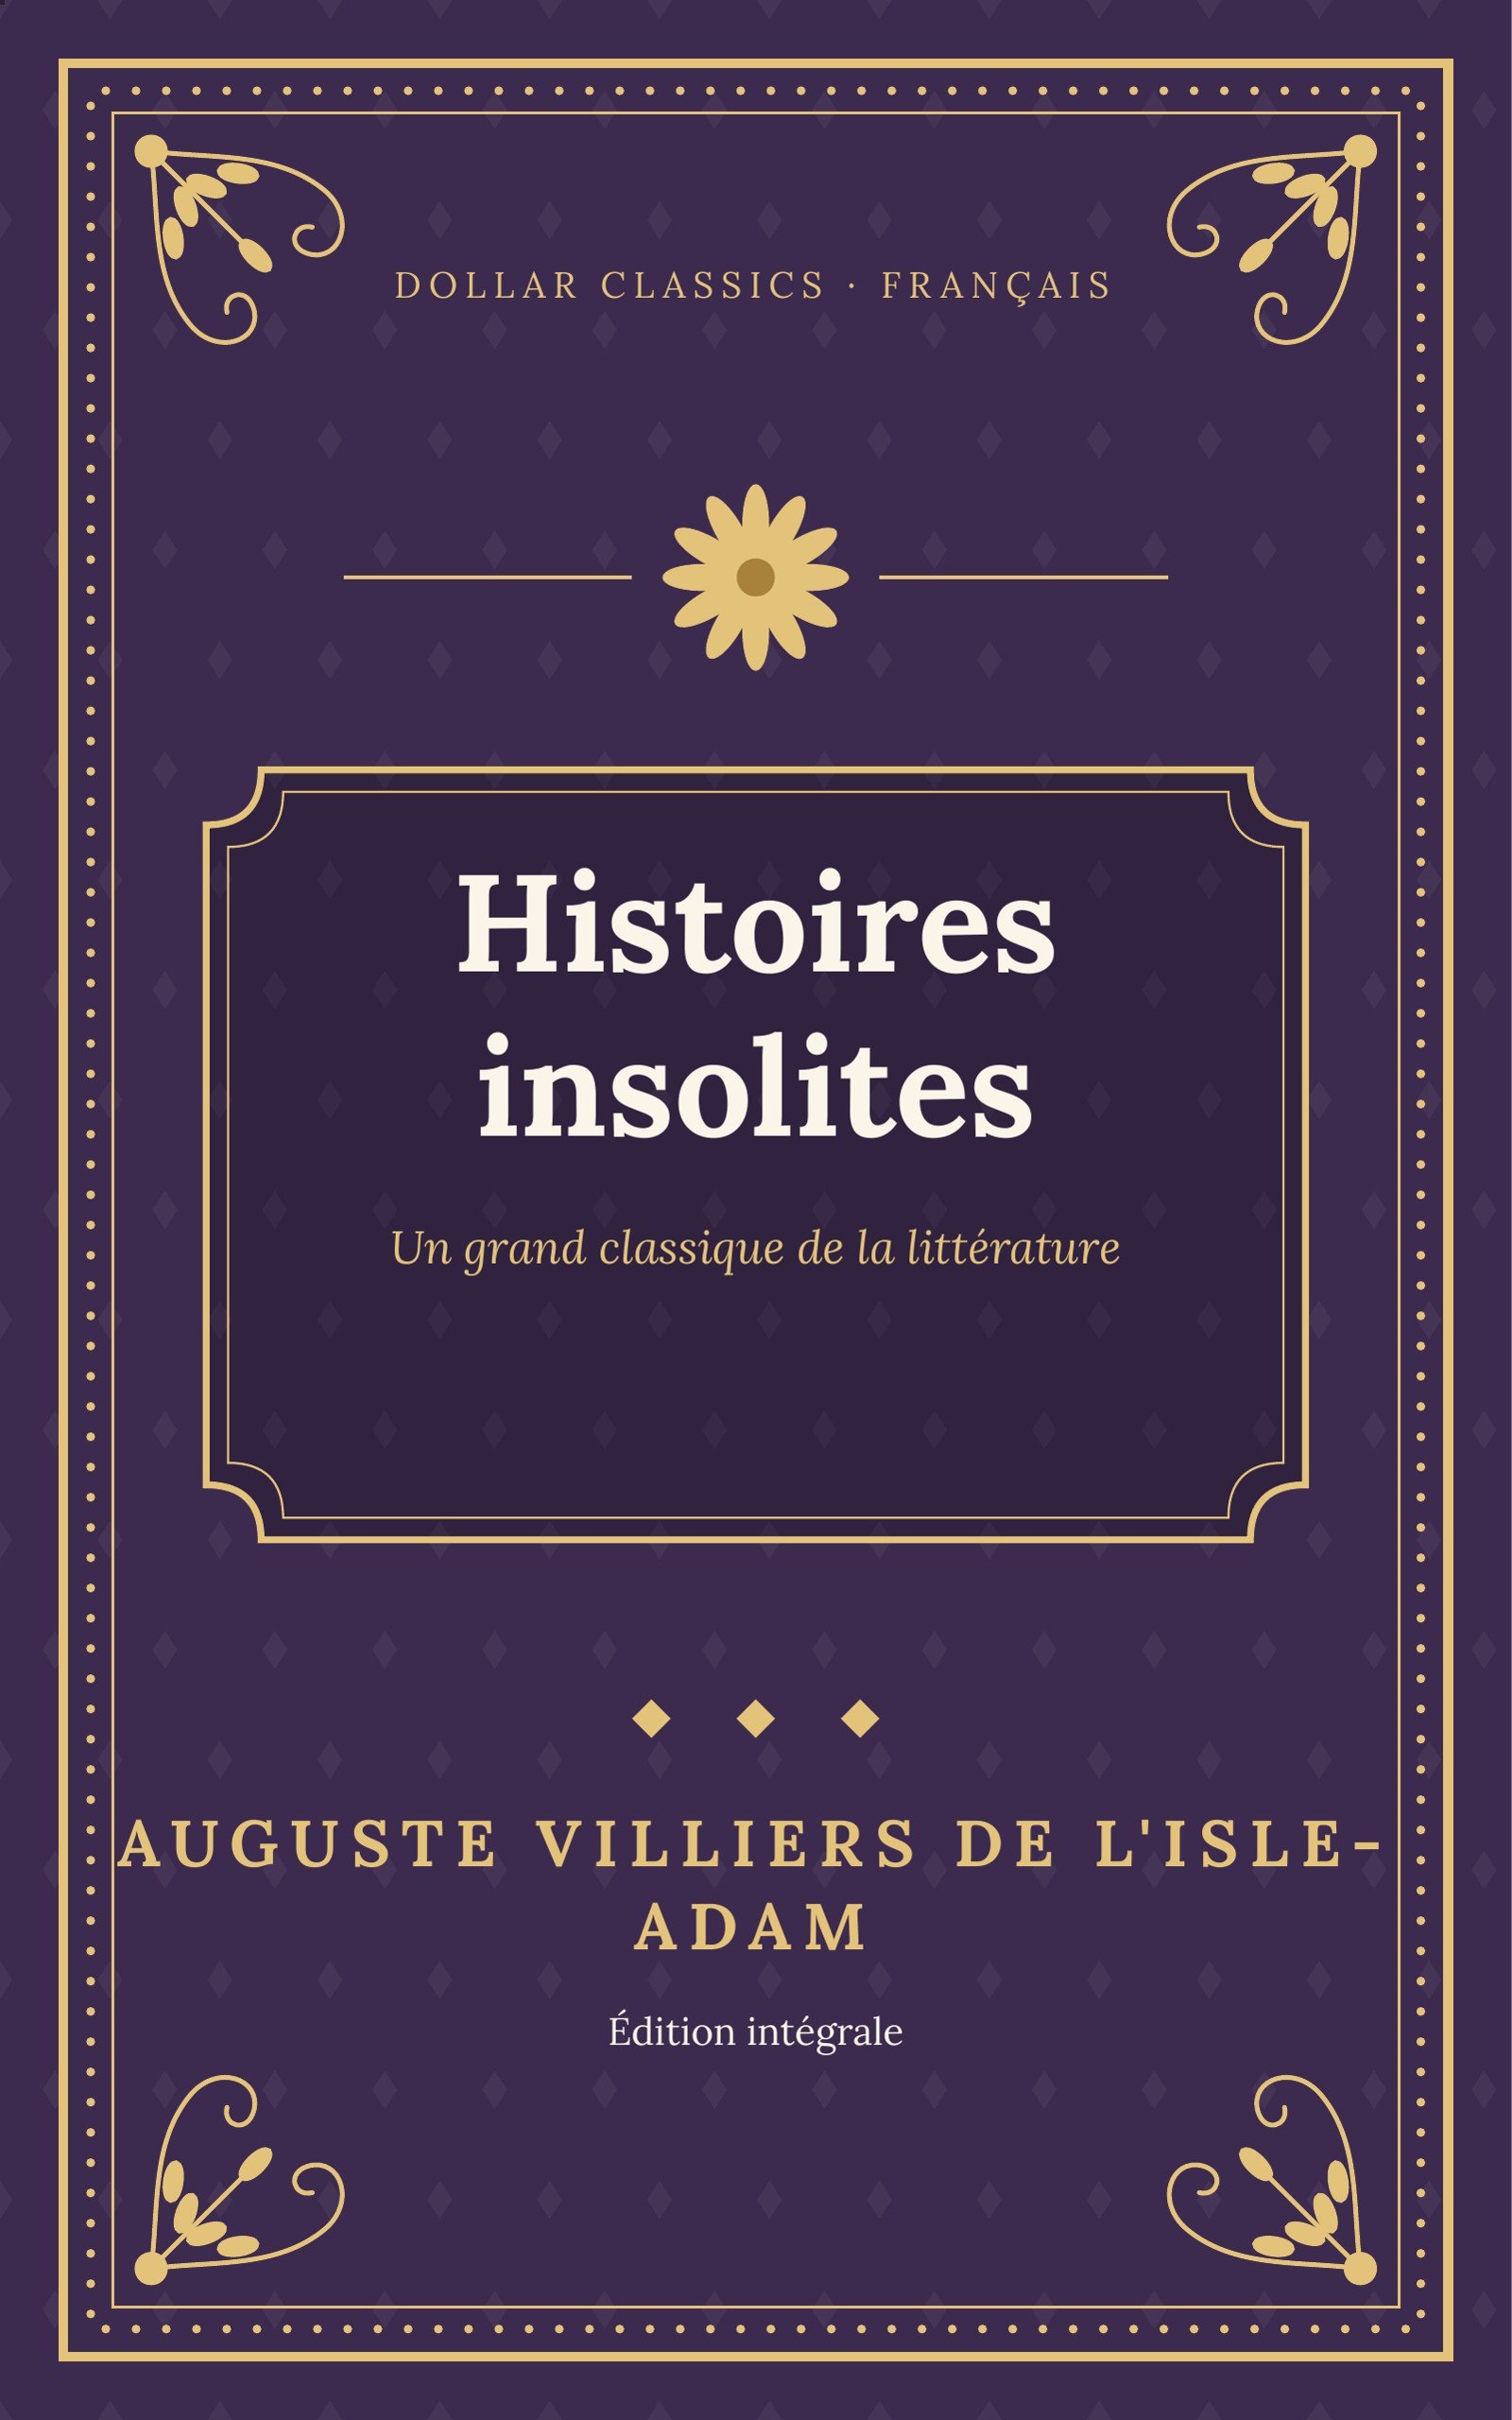 DOLLAR CLASSICS · FRANÇAIS
Histoires
insolites
Un grand classique de la littérature
AUGUSTE VILLIERS DE L'ISLE-
ADAM
Édition intégrale